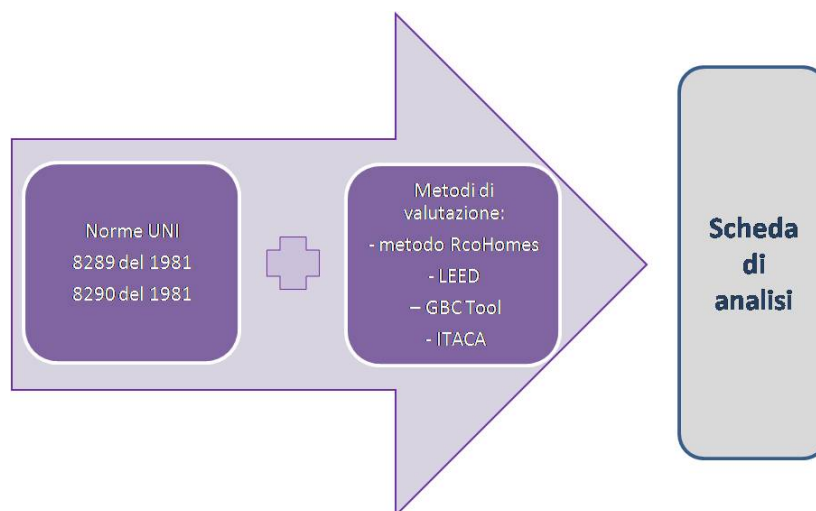 Norme UNI
8289 del 1981
8290 del 1981
Metodi di
valutazione:
- metodo RcoHomes
- LEED
– GBC Tool
- ITACA
Scheda
di
analisi